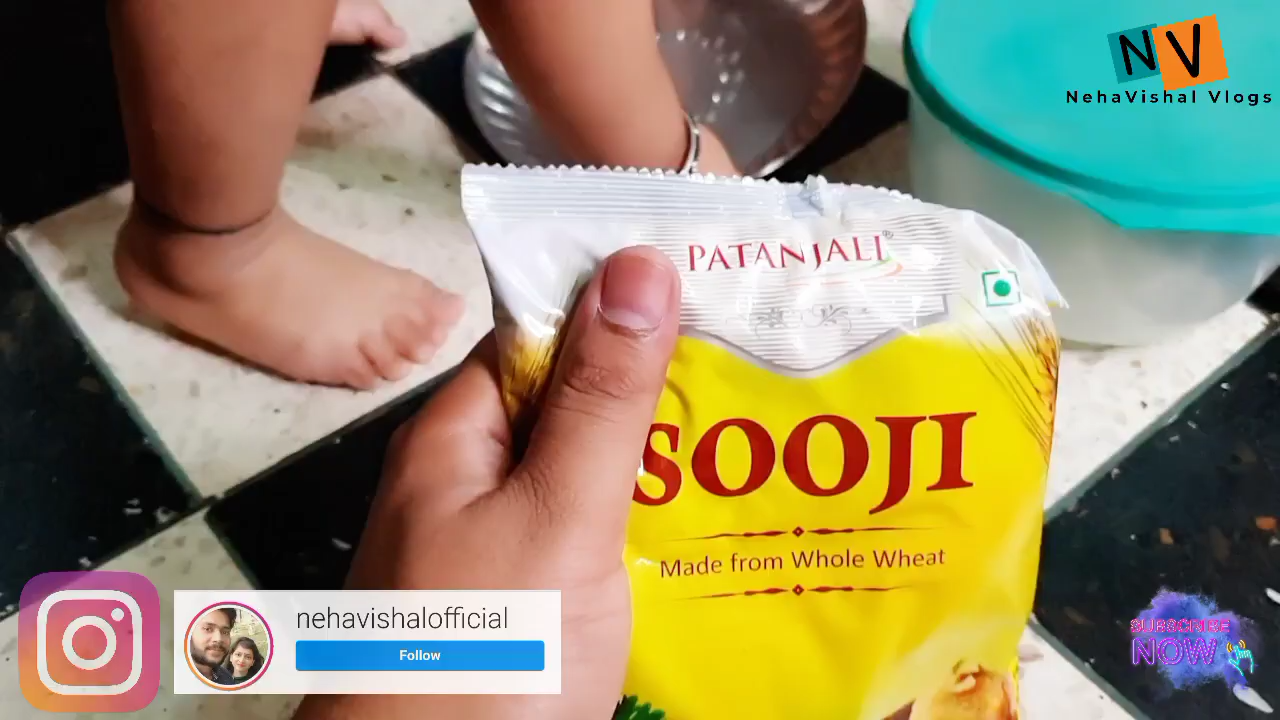 NV
NehaVishal Vlogs
PATANJALI®
SOOJI
Made from Whole Wheat
nehavishalofficial
Follow
SUBSCRIBE
NOW